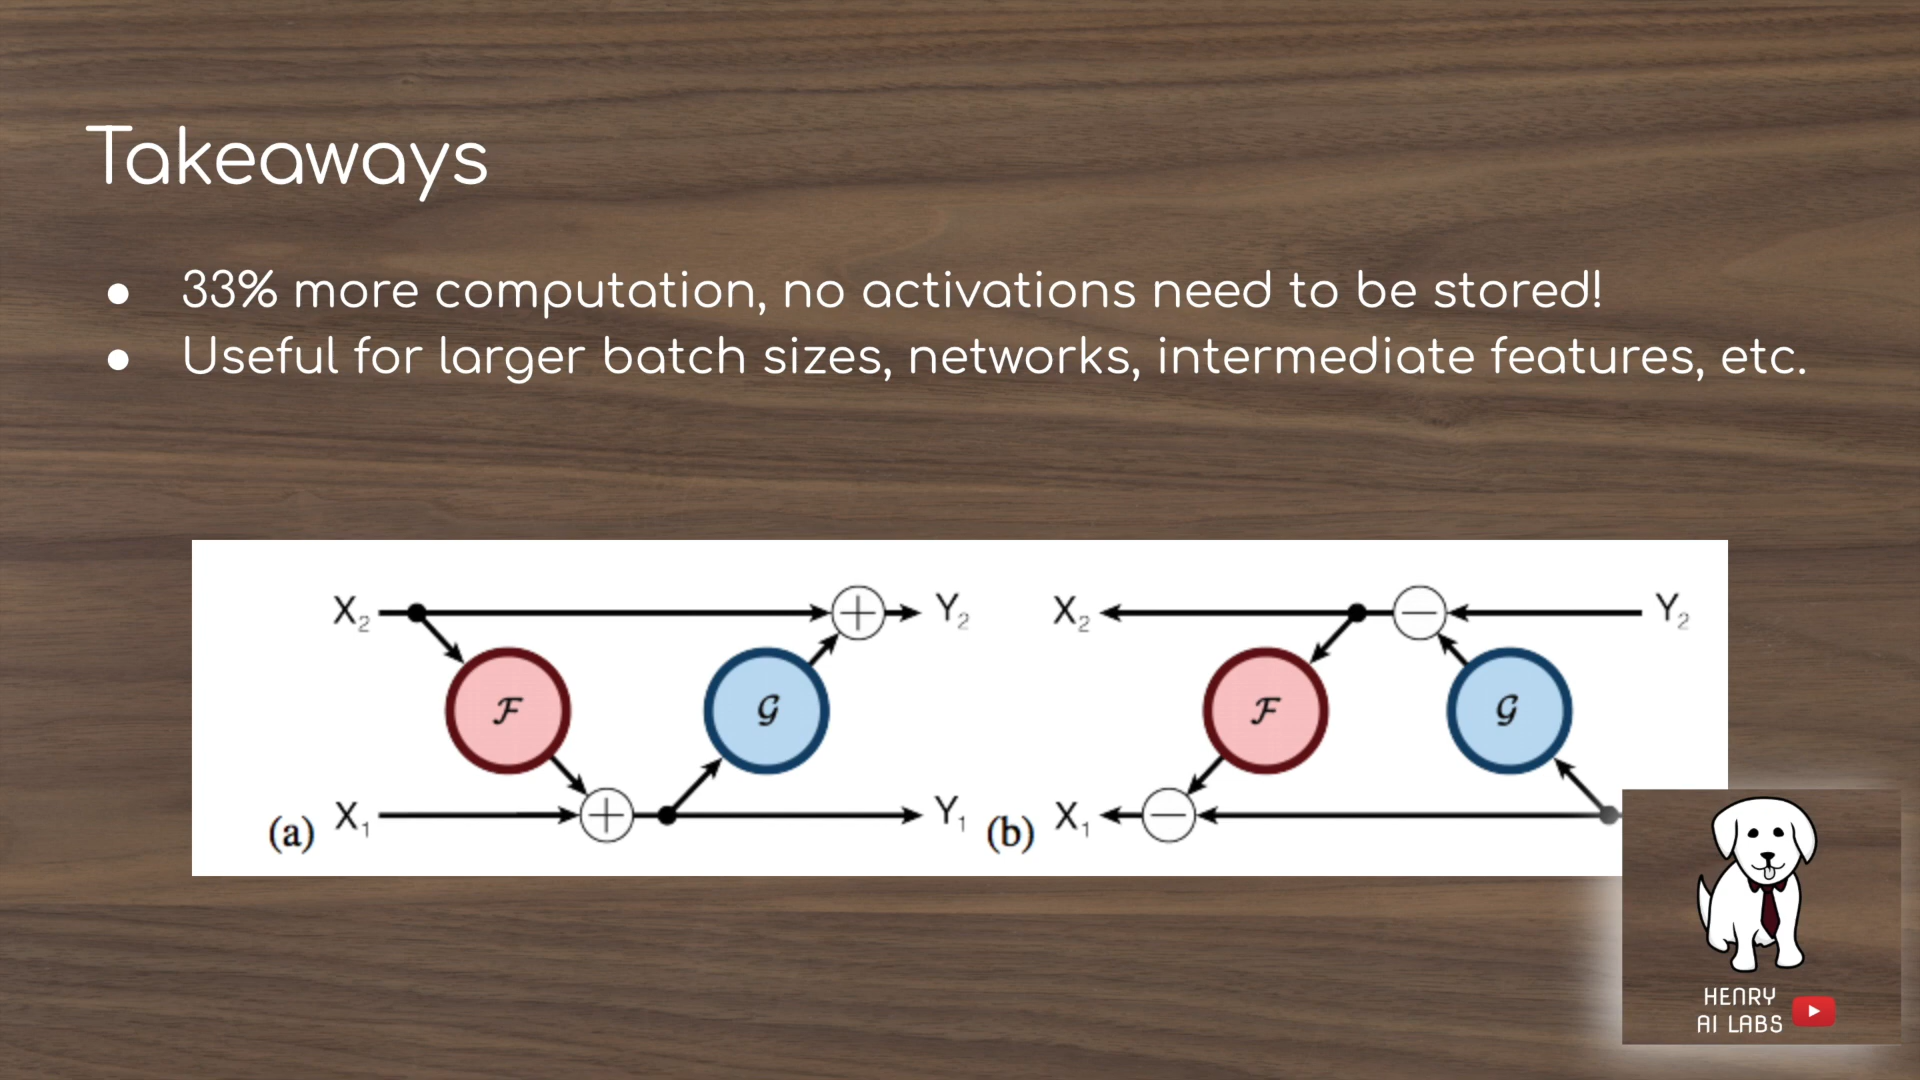 Takeaways
● 33% more computation, no activations need to be stored!
● Useful for larger batch sizes, networks, intermediate features, etc.
X₂ Y₂ X₂ Y₂
ℱ 𝒢 ℱ 𝒢
(a) X₁ Y₁ (b) X₁
HENRY
AI LABS